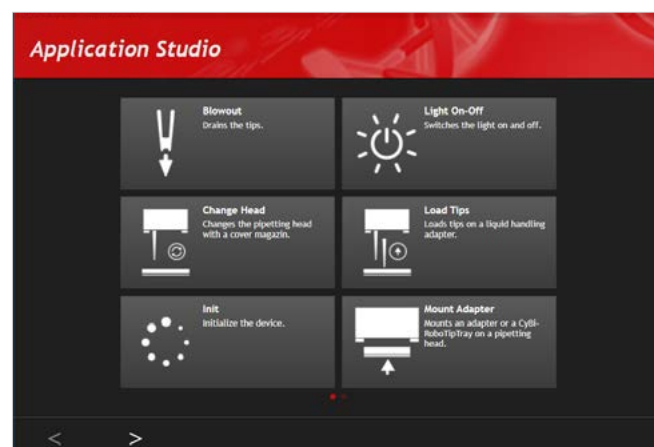 Application Studio
Blowout
Drains the tips.
Light On-Off
Switches the light on and off.
Change Head
Changes the pipetting head
with a cover magazin.
Load Tips
Loads tips on a liquid handling
adapter.
Init
Initialize the device.
Mount Adapter
Mounts an adapter or a CyBi-
RoboTipTray on a pipetting
head.
< >